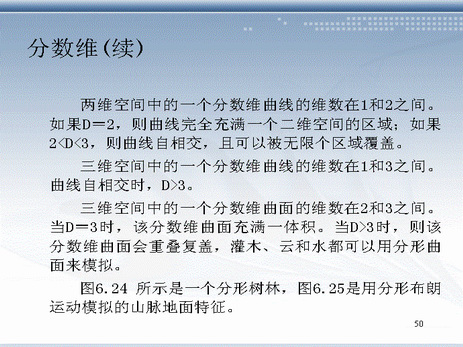 分数维(续)
两维空间中的一个分数维曲线的维数在1和2之间。
如果D＝2，则曲线完全充满一个二维空间的区域；如果
2<D<3，则曲线自相交，且可以被无限个区域覆盖。
三维空间中的一个分数维曲线的维数在1和3之间。
曲线自相交时，D>3。
三维空间中的一个分数维曲面的维数在2和3之间。
当D＝3时，该分数维曲面充满一体积。当D>3时，则该
分数维曲面会重叠复盖，灌木、云和水都可以用分形曲
面来模拟。
图6.24 所示是一个分形树林，图6.25是用分形布朗
运动模拟的山脉地面特征。
50